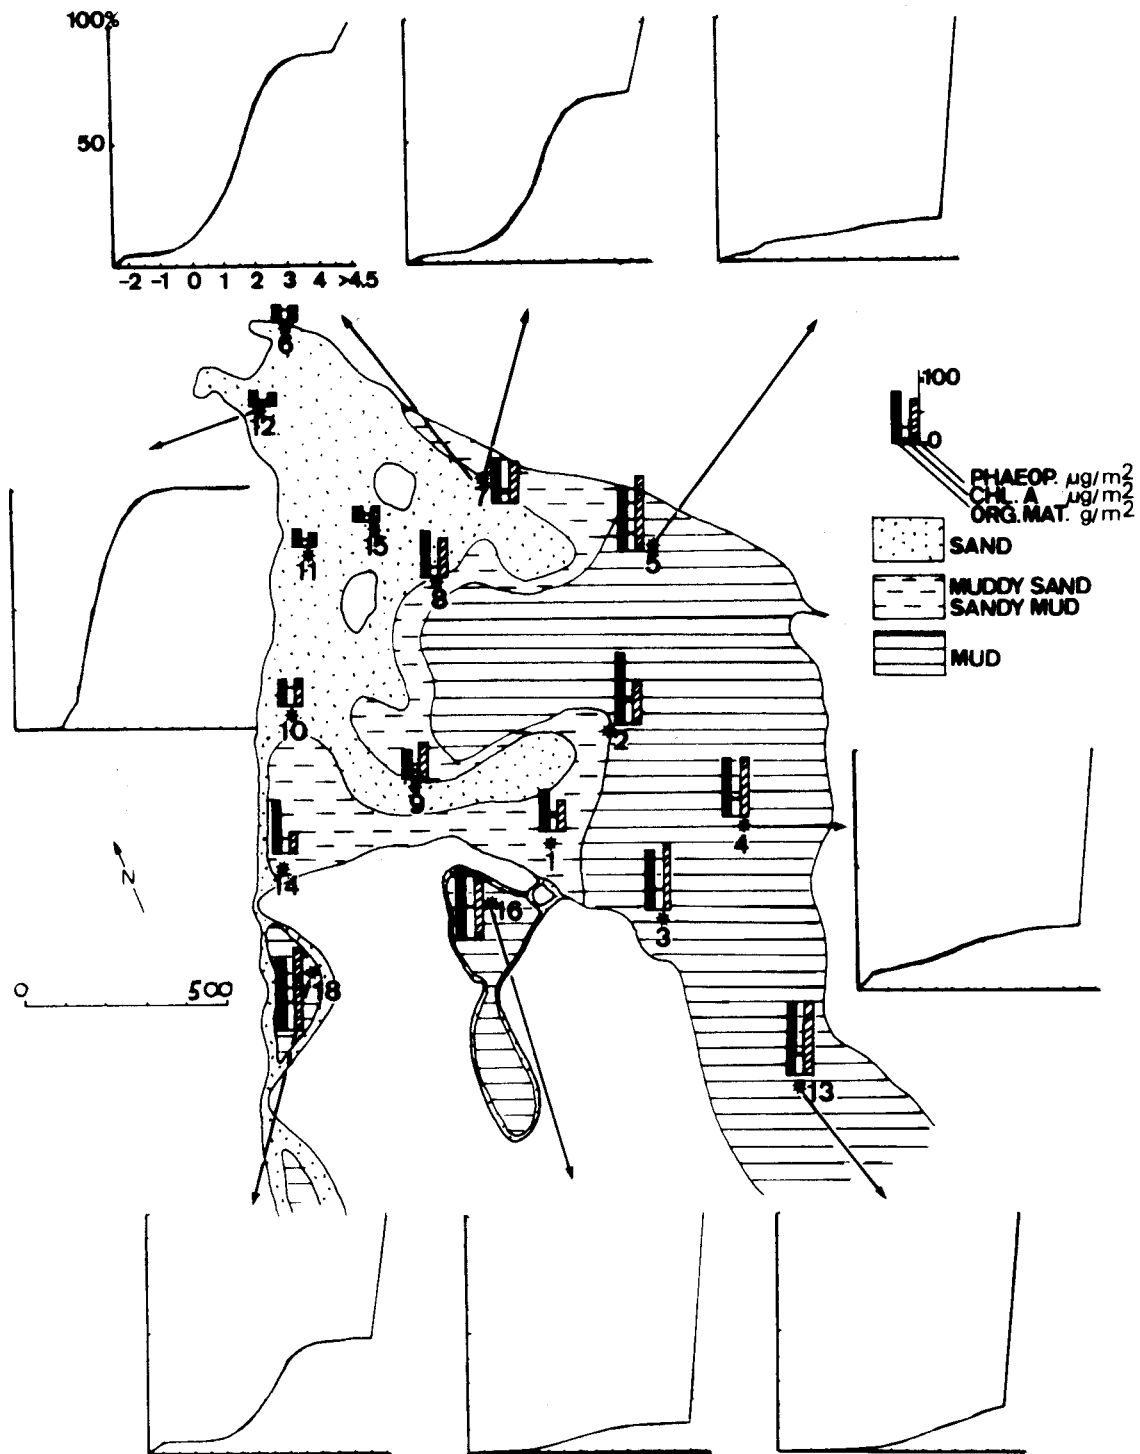 100%
50
-2 -1 0 1 2 3 4 >4.5
6
12
100
0
PHAEOP. µg/m2
CHL. A µg/m2
ORG. MAT. g/m2
SAND
MUDDY SAND
SANDY MUD
MUD
7
5
15
11
8
10
2
9
4
1
14
3
16
N
18
0 500
13